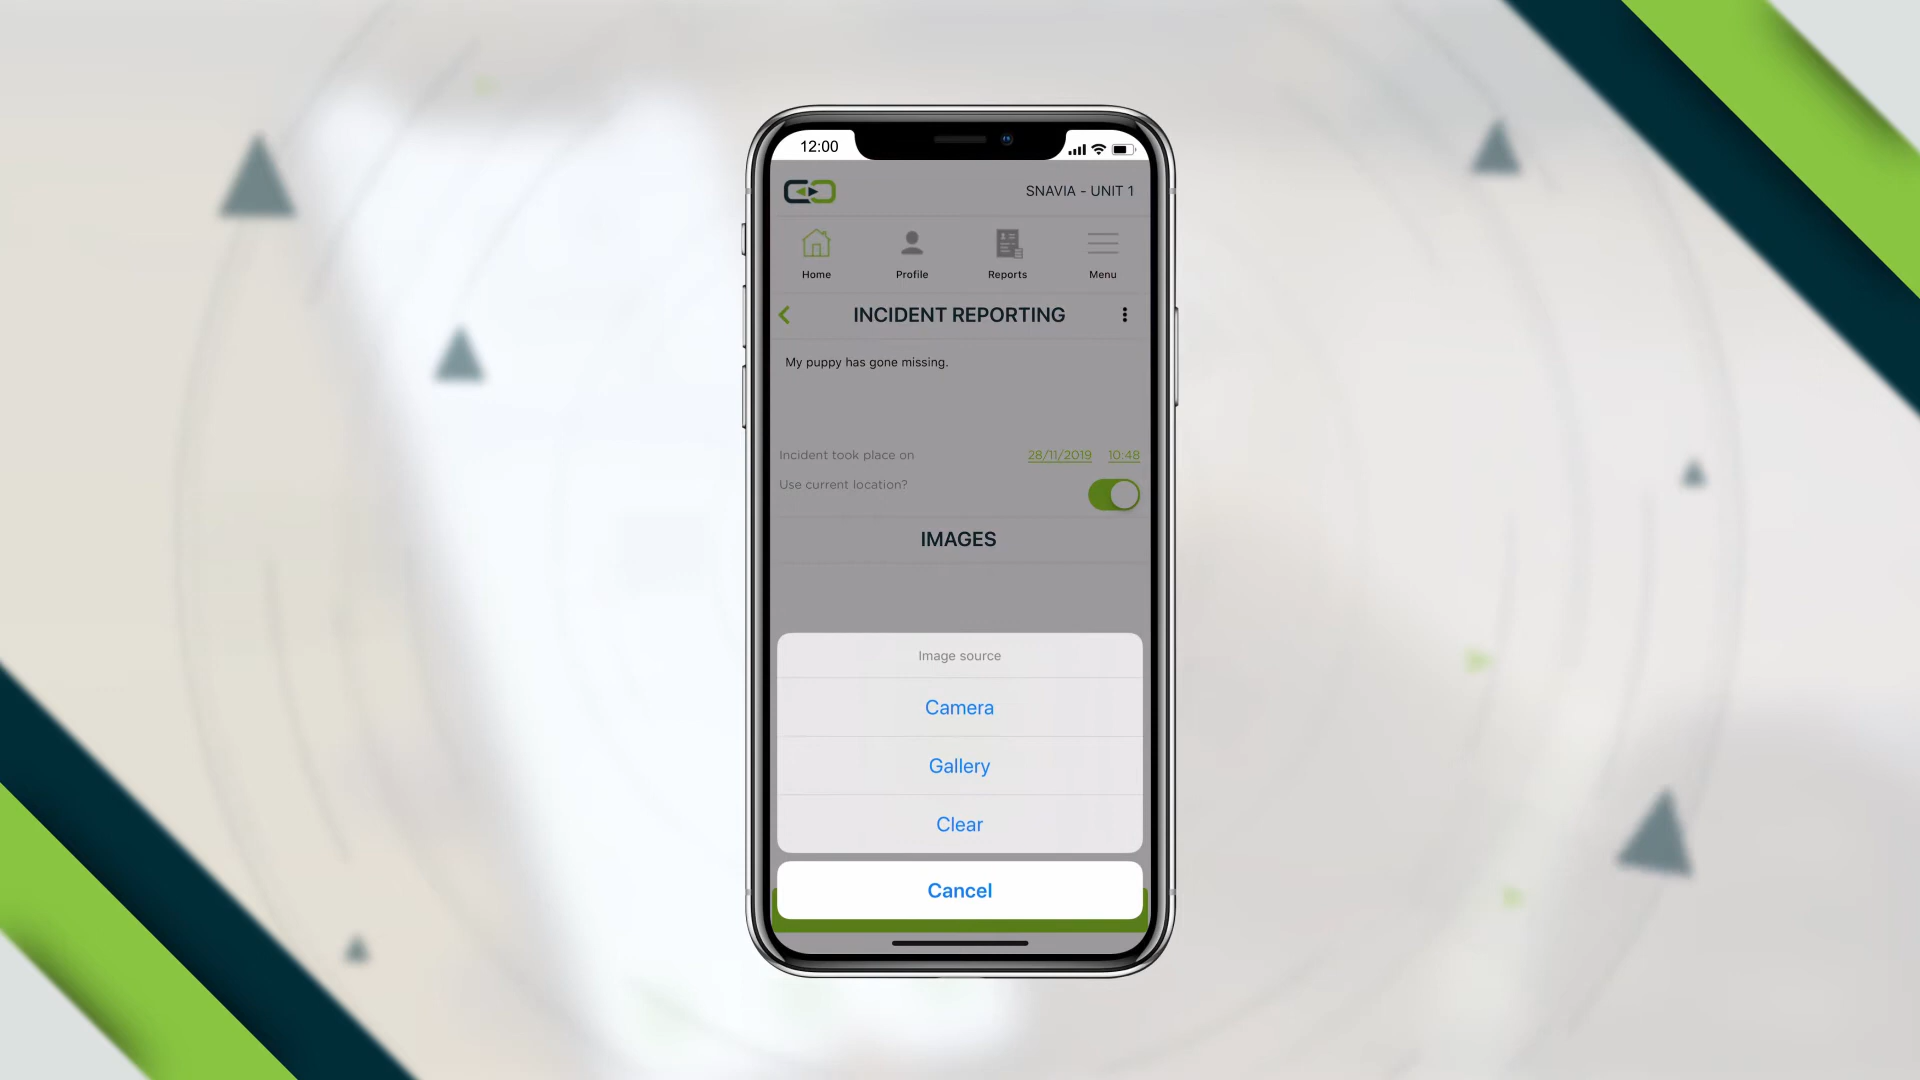 12:00
SNAVIA - UNIT 1
Home
Profile
Reports
Menu
INCIDENT REPORTING
My puppy has gone missing.
Incident took place on 28/11/2019 10:48
Use current location?
IMAGES
Image source
Camera
Gallery
Clear
Cancel